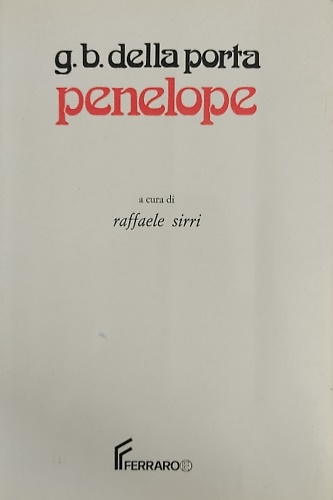 g. b. della porta
penelope
a cura di
raffaele sirri
FERRARO